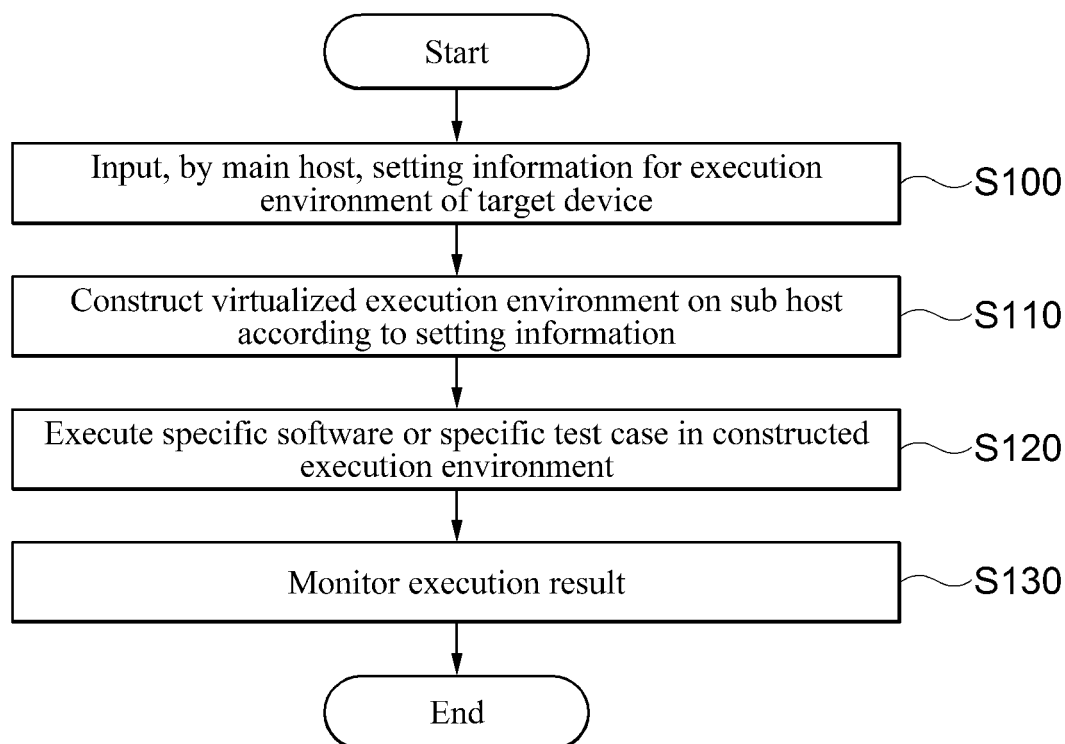 Start
Input, by main host, setting information for execution
environment of target device
S100
Construct virtualized execution environment on sub host
according to setting information
S110
Execute specific software or specific test case in constructed
execution environment
S120
Monitor execution result
S130
End